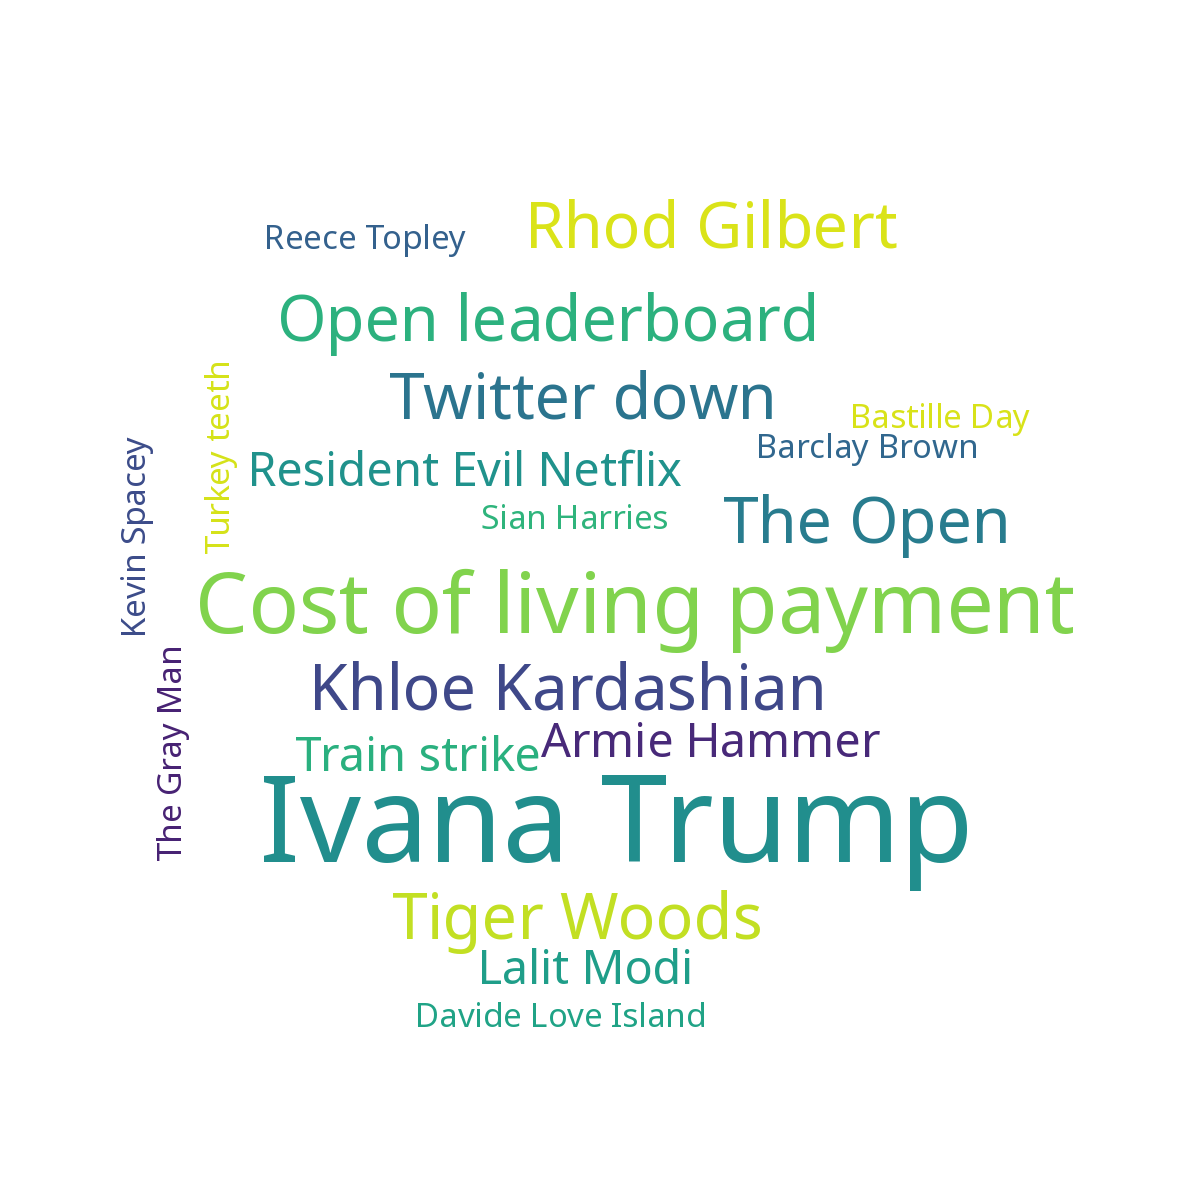 Rhod Gilbert
Reece Topley
Open leaderboard
Twitter down
Bastille Day
Barclay Brown
Turkey teeth
Resident Evil Netflix
Kevin Spacey
Sian Harries
The Open
Cost of living payment
Khloe Kardashian
The Gray Man
Armie Hammer
Train strike
Ivana Trump
Tiger Woods
Lalit Modi
Davide Love Island